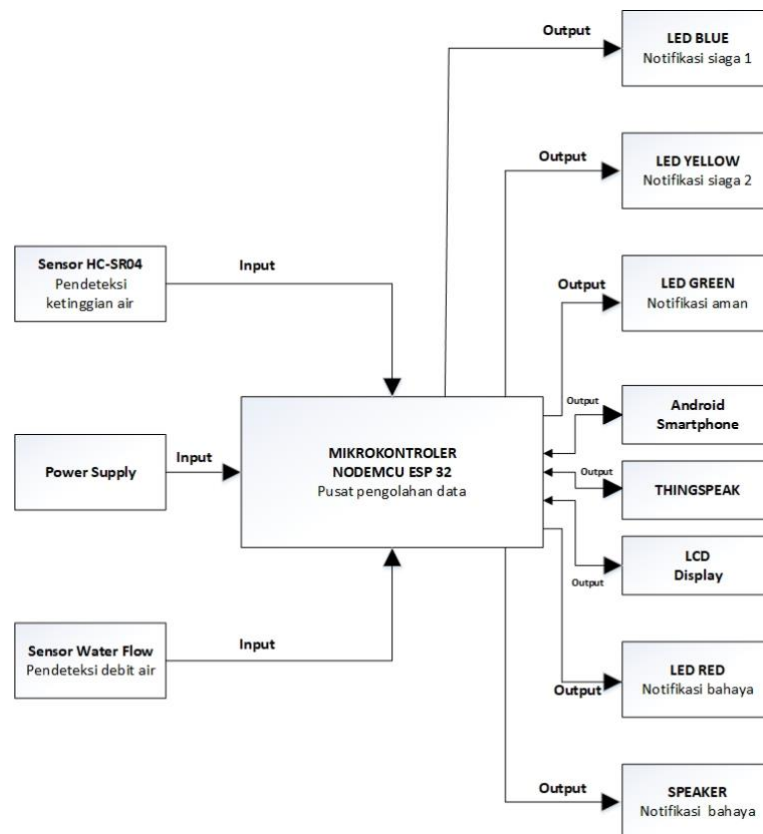 Output
LED BLUE
Notifikasi siaga 1
Output
LED YELLOW
Notifikasi siaga 2
Sensor HC-SR04
Pendeteksi
ketinggian air
Input
Output
LED GREEN
Notifikasi aman
Output
Android
Smartphone
Power Supply
Input
MIKROKONTROLER
NODEMCU ESP 32
Pusat pengolahan data
Output
THINGSPEAK
Output
LCD
Display
Sensor Water Flow
Pendeteksi debit air
Input
Output
LED RED
Notifikasi bahaya
Output
SPEAKER
Notifikasi bahaya